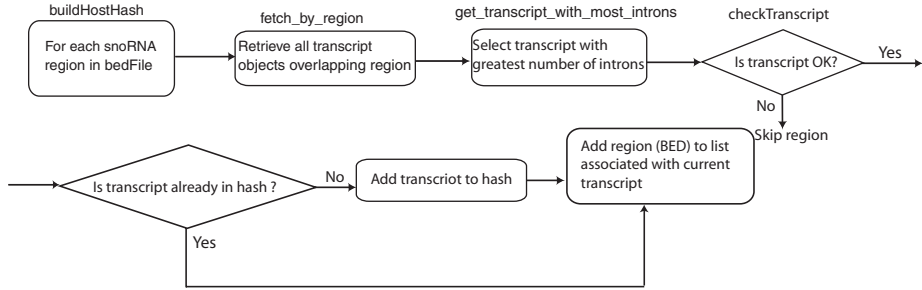 buildHostHash
For each snoRNA
region in bedFile
fetch_by_region
Retrieve all transcript
objects overlapping region
get_transcript_with_most_introns
Select transcript with
greatest number of introns
checkTranscript
Is transcript OK?
Yes
No
Skip region
Is transcript already in hash ?
No
Yes
Add transcriot to hash
Add region (BED) to list
associated with current
transcript